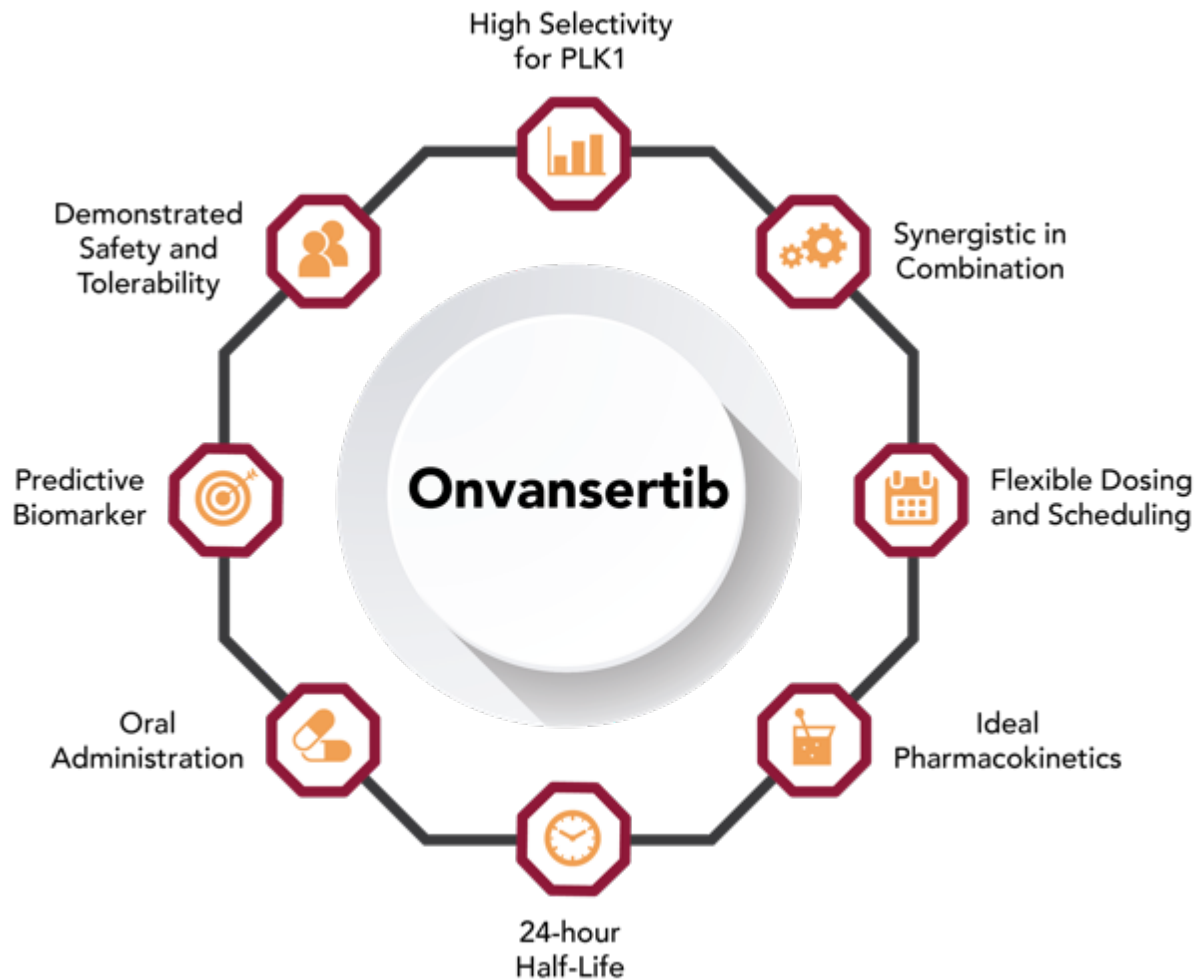 High Selectivity
for PLK1
Synergistic in
Combination
Flexible Dosing
and Scheduling
Ideal
Pharmacokinetics
24-hour
Half-Life
Oral
Administration
Predictive
Biomarker
Demonstrated
Safety and
Tolerability
Onvansertib